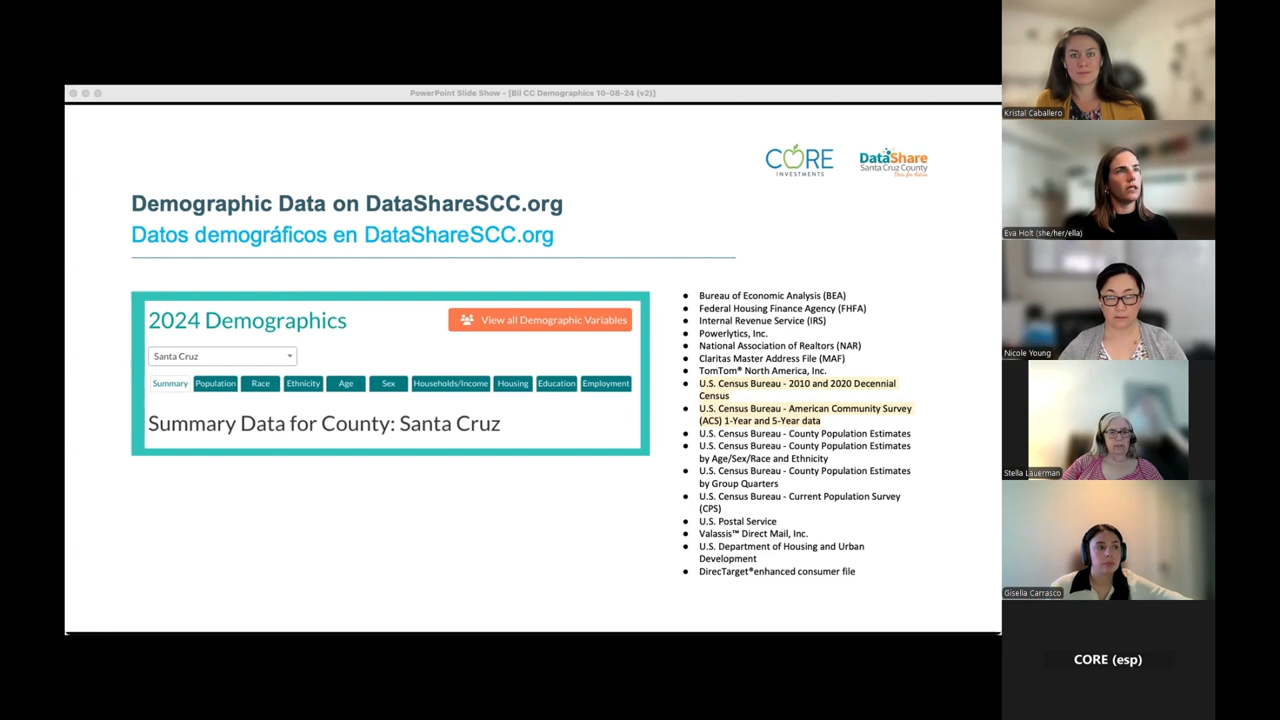 PowerPoint Slide Show - [Bil CC Demographics 10-08-24 (v2)]
CORE
INVESTMENTS
DataShare
Santa Cruz County
Data for Action
Demographic Data on DataShareSCC.org
Datos demográficos en DataShareSCC.org
2024 Demographics
View all Demographic Variables
Santa Cruz
Summary Population Race Ethnicity Age Sex Households/Income Housing Education Employment
Summary Data for County: Santa Cruz
● Bureau of Economic Analysis (BEA)
● Federal Housing Finance Agency (FHFA)
● Internal Revenue Service (IRS)
● Powerlytics, Inc.
● National Association of Realtors (NAR)
● Claritas Master Address File (MAF)
● TomTom® North America, Inc.
● U.S. Census Bureau - 2010 and 2020 Decennial
Census
● U.S. Census Bureau - American Community Survey
(ACS) 1-Year and 5-Year data
● U.S. Census Bureau - County Population Estimates
● U.S. Census Bureau - County Population Estimates
by Age/Sex/Race and Ethnicity
● U.S. Census Bureau - County Population Estimates
by Group Quarters
● U.S. Census Bureau - Current Population Survey
(CPS)
● U.S. Postal Service
● Valassis™ Direct Mail, Inc.
● U.S. Department of Housing and Urban
Development
● DirecTarget®enhanced consumer file
Kristal Caballero
Eva Holt (she/her/ella)
Nicole Young
Stella Lauerman
Gisella Carrasco
CORE (esp)